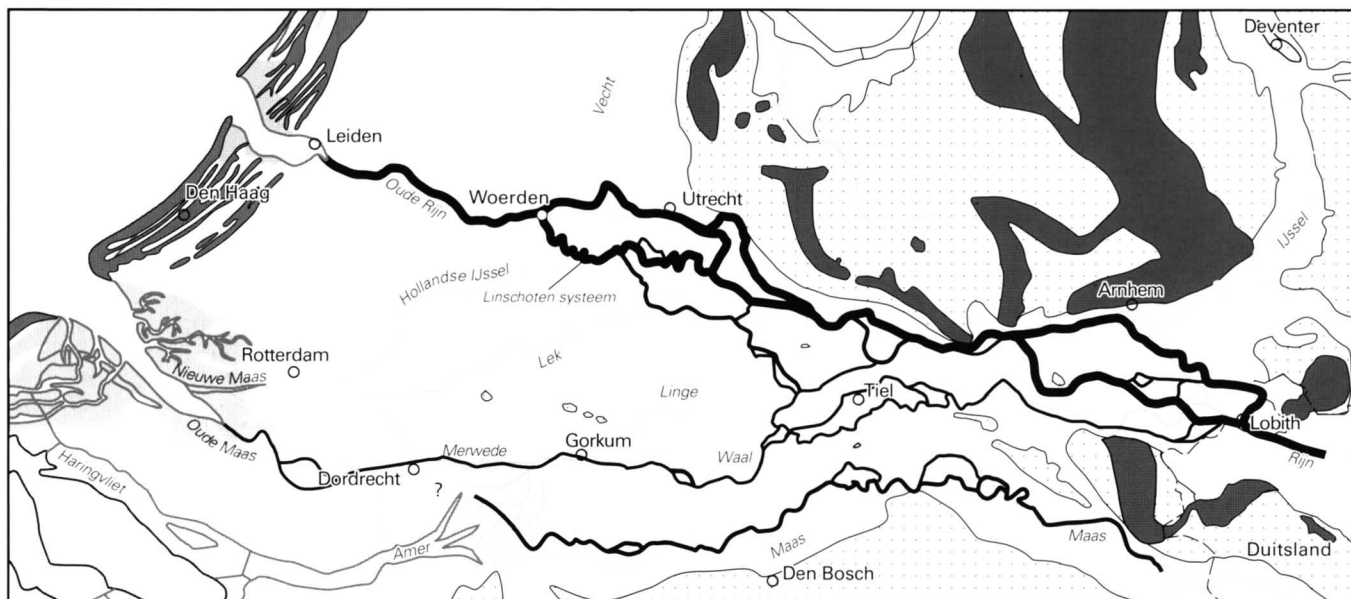 Deventer
Vecht
Leiden
Den Haag
Oude Rijn
Woerden
Utrecht
IJssel
Hollandse IJssel
Linschoten systeem
Arnhem
Rotterdam
Nieuwe Maas
Lek
Linge
Tiel
Lobith
Oude Maas
Merwede
Gorkum
Waal
Rijn
Haringvliet
Dordrecht
?
Amer
Maas
Maas
Duitsland
Den Bosch